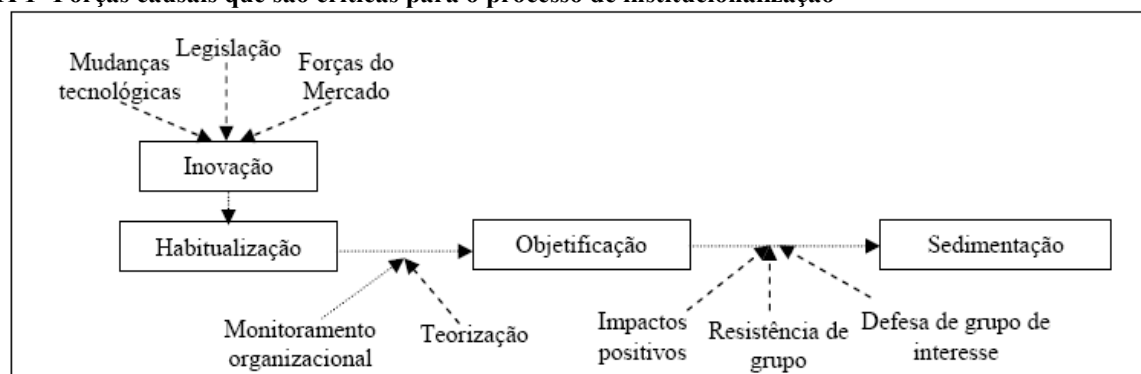 A 1- Forças causais que são críticas para o processo de institucionalização
Legislação
Mudanças
tecnológicas
Forças do
Mercado
Inovação
Habitualização
Objetificação
Sedimentação
Monitoramento
organizacional
Teorização
Impactos
positivos
Resistência de
grupo
Defesa de grupo de
interesse